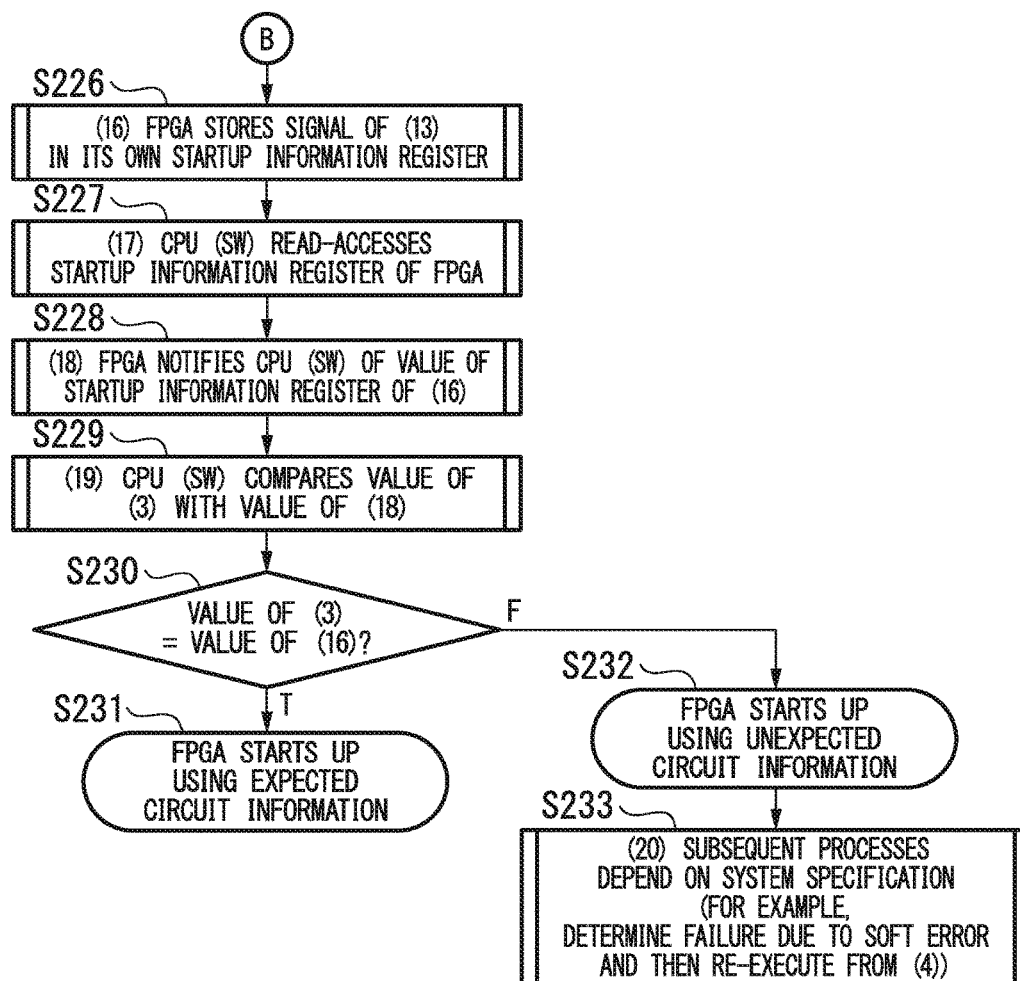 B
S226
(16) FPGA STORES SIGNAL OF (13)
IN ITS OWN STARTUP INFORMATION REGISTER
S227
(17) CPU (SW) READ-ACCESSES
STARTUP INFORMATION REGISTER OF FPGA
S228
(18) FPGA NOTIFIES CPU (SW) OF VALUE OF
STARTUP INFORMATION REGISTER OF (16)
S229
(19) CPU (SW) COMPARES VALUE OF
(3) WITH VALUE OF (18)
S230
VALUE OF (3)
= VALUE OF (16)?
F
T
S231
FPGA STARTS UP
USING EXPECTED
CIRCUIT INFORMATION
S232
FPGA STARTS UP
USING UNEXPECTED
CIRCUIT INFORMATION
S233
(20) SUBSEQUENT PROCESSES
DEPEND ON SYSTEM SPECIFICATION
(FOR EXAMPLE,
DETERMINE FAILURE DUE TO SOFT ERROR
AND THEN RE-EXECUTE FROM (4))